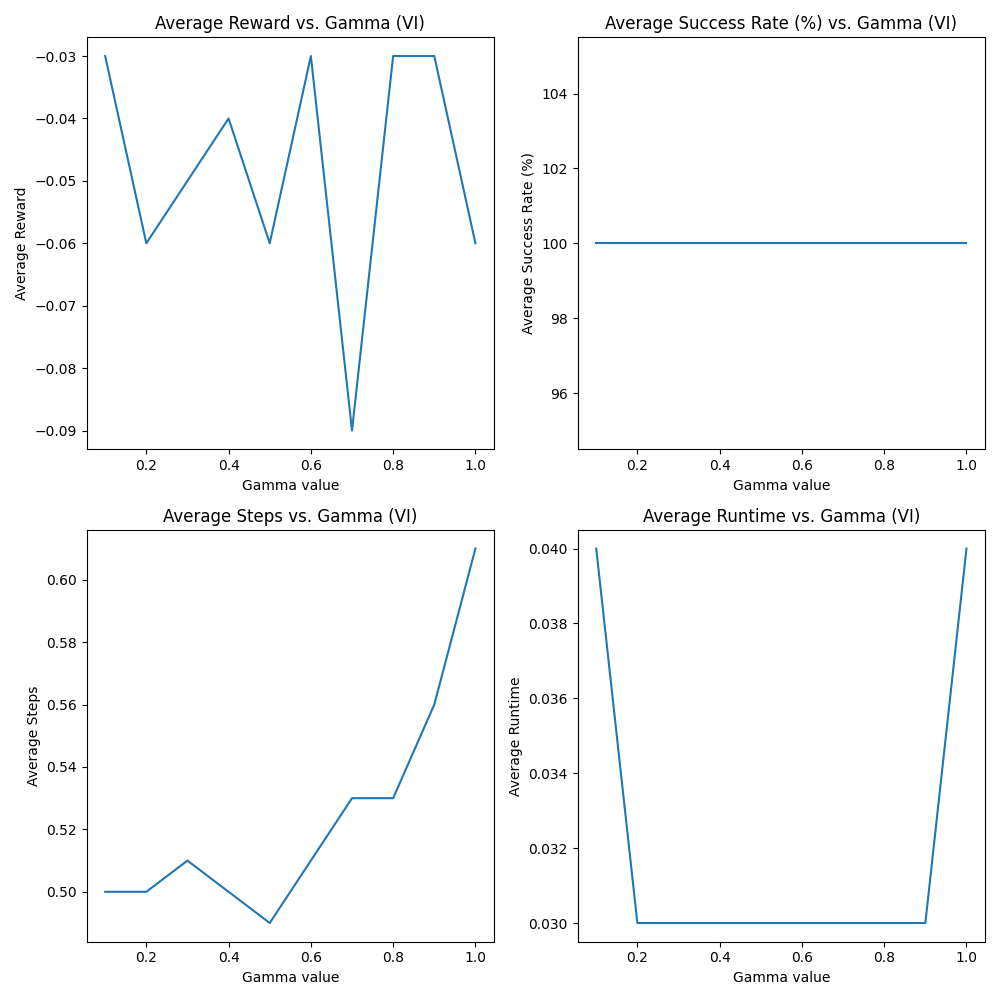 Average Reward vs. Gamma (VI)
Average Reward
−0.03
−0.04
−0.05
−0.06
−0.07
−0.08
−0.09
0.2 0.4 0.6 0.8 1.0
Gamma value
Average Success Rate (%) vs. Gamma (VI)
Average Success Rate (%)
104
102
100
98
96
0.2 0.4 0.6 0.8 1.0
Gamma value
Average Steps vs. Gamma (VI)
Average Steps
0.60
0.58
0.56
0.54
0.52
0.50
0.2 0.4 0.6 0.8 1.0
Gamma value
Average Runtime vs. Gamma (VI)
Average Runtime
0.040
0.038
0.036
0.034
0.032
0.030
0.2 0.4 0.6 0.8 1.0
Gamma value